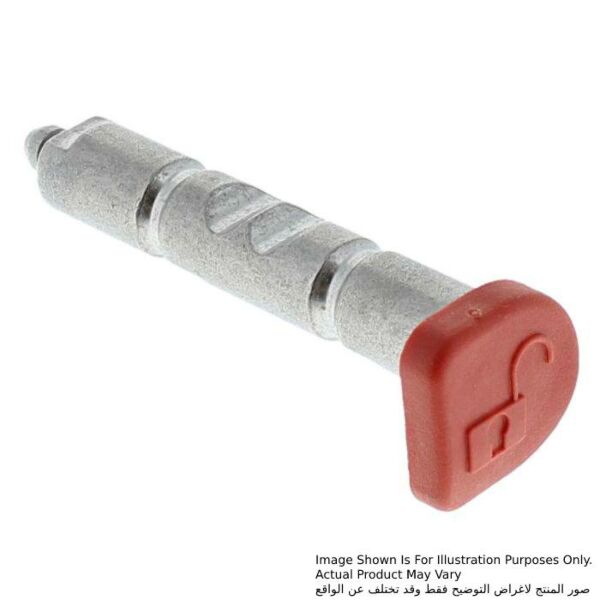 Image Shown Is For Illustration Purposes Only.
Actual Product May Vary
صور المنتج لاغراض التوضيح فقط وقد تختلف عن الواقع